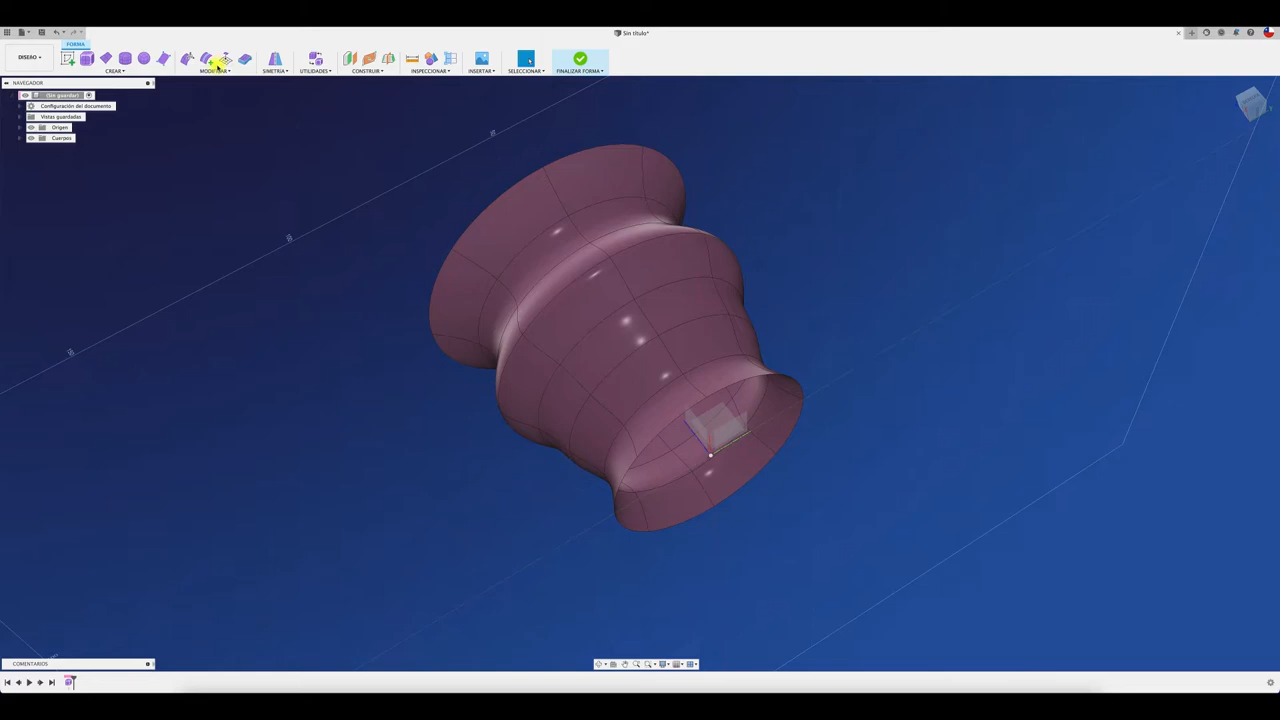 Sin título*
FORMA
DISEÑO
CREAR
MODIFICAR
SIMETRÍA
UTILIDADES
CONSTRUIR
INSPECCIONAR
INSERTAR
SELECCIONAR
FINALIZAR FORMA
NAVEGADOR
(Sin guardar)
Configuración del documento
Vistas guardadas
Origen
Cuerpos
COMENTARIOS